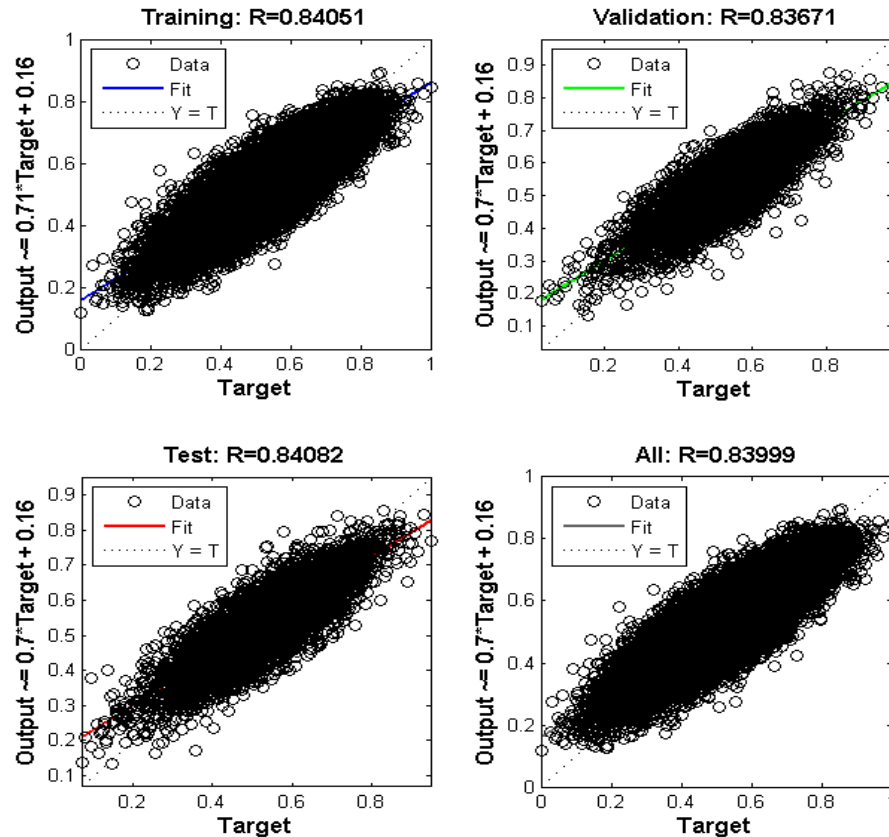 Training: R=0.84051
Output ~= 0.71*Target + 0.16
1
0.8
0.6
0.4
0.2
0
Data
Fit
Y = T
0
0.2
0.4
0.6
0.8
1
Target
Validation: R=0.83671
Output ~= 0.7*Target + 0.16
0.9
0.8
0.7
0.6
0.5
0.4
0.3
0.2
0.1
Data
Fit
Y = T
0.2
0.4
0.6
0.8
Target
Test: R=0.84082
Output ~= 0.7*Target + 0.16
0.9
0.8
0.7
0.6
0.5
0.4
0.3
0.2
0.1
Data
Fit
Y = T
0.2
0.4
0.6
0.8
Target
All: R=0.83999
Output ~= 0.7*Target + 0.16
1
0.8
0.6
0.4
0.2
0
Data
Fit
Y = T
0
0.2
0.4
0.6
0.8
Target